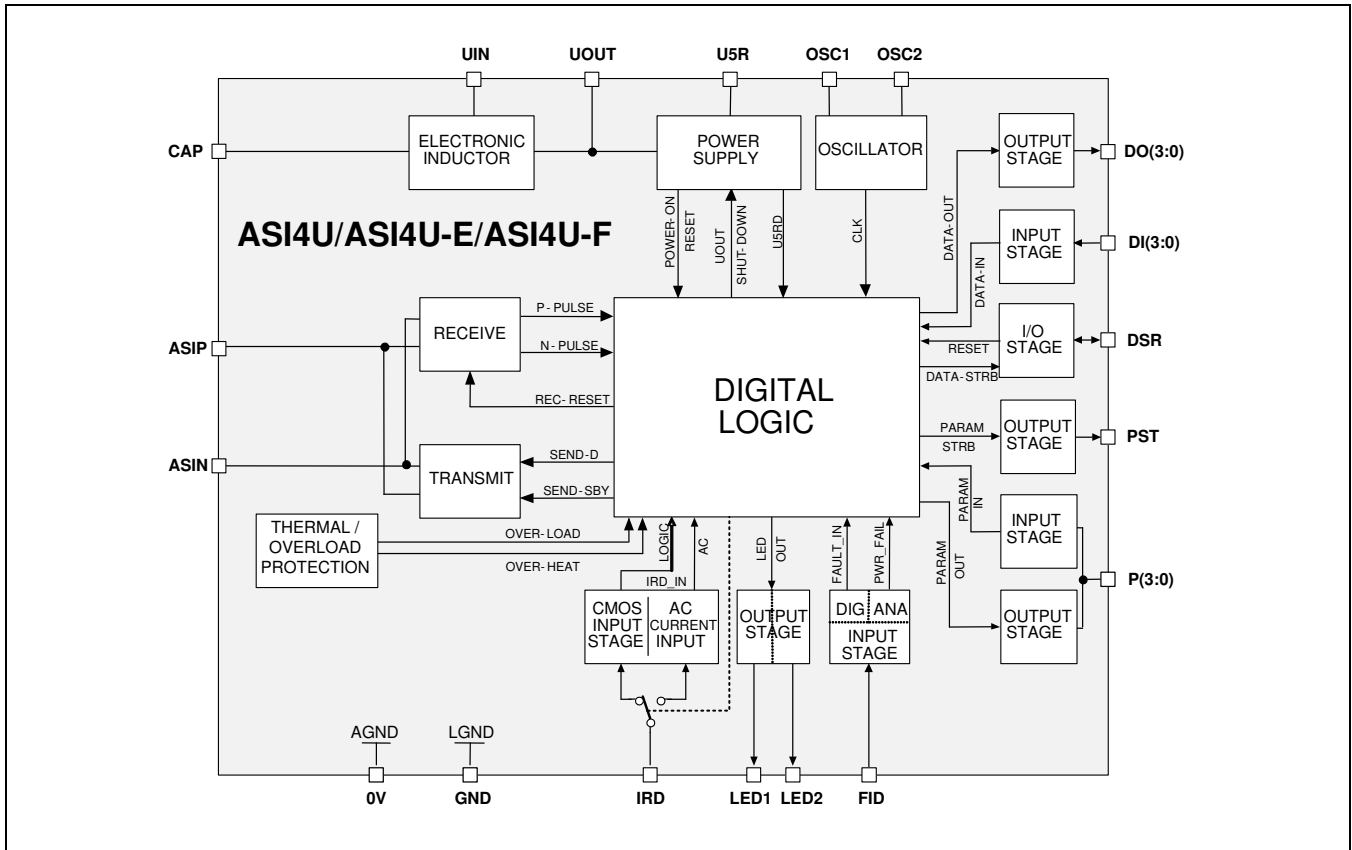 UIN
UOUT
U5R
OSC1
OSC2
CAP
ELECTRONIC
INDUCTOR
POWER
SUPPLY
OSCILLATOR
OUTPUT
STAGE
DO(3:0)
ASI4U/ASI4U-E/ASI4U-F
POWER-ON
RESET
UOUT
SHUT-DOWN
U5RD
CLK
DATA-OUT
DATA-IN
INPUT
STAGE
DI(3:0)
ASIP
RECEIVE
P-PULSE
N-PULSE
REC-RESET
DIGITAL
LOGIC
RESET
DATA-STRB
I/O
STAGE
DSR
ASIN
TRANSMIT
SEND-D
SEND-SBY
PARAM
STRB
OUTPUT
STAGE
PST
THERMAL /
OVERLOAD
PROTECTION
OVER-LOAD
OVER-HEAT
LOGIC
AC
IRD_IN
LED
OUT
FAULT_IN
PWR_FAIL
PARAM
IN
PARAM
OUT
INPUT
STAGE
P(3:0)
OUTPUT
STAGE
CMOS
INPUT
STAGE
AC
CURRENT
INPUT
OUTPUT
STAGE
DIG
ANA
INPUT
STAGE
AGND
LGND
0V
GND
IRD
LED1
LED2
FID